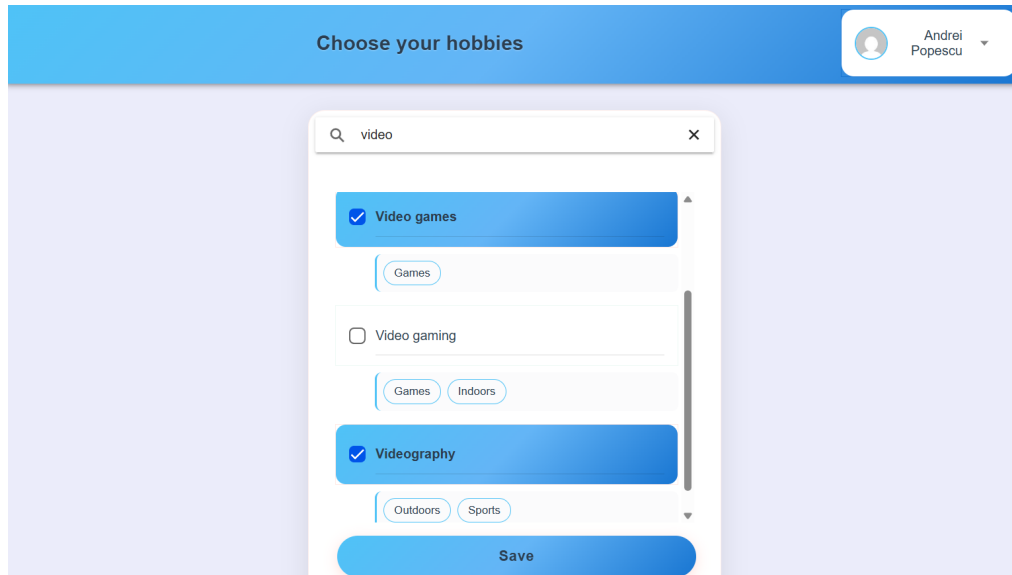 Choose your hobbies
Andrei
Popescu
video
Video games
Games
Video gaming
Games Indoors
Videography
Outdoors Sports
Save